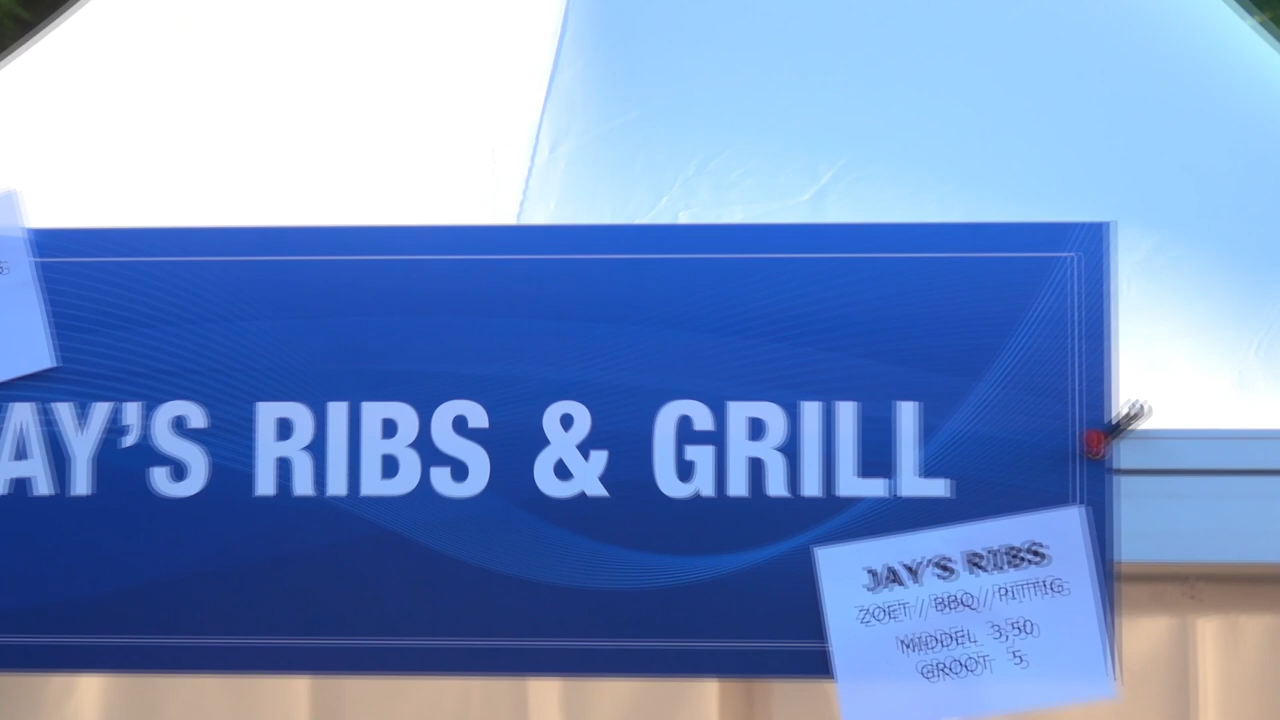 AY'S RIBS & GRILL
JAY'S RIBS
ZOET // BBQ // PITTIG
MIDDEL 3,50
GROOT 5